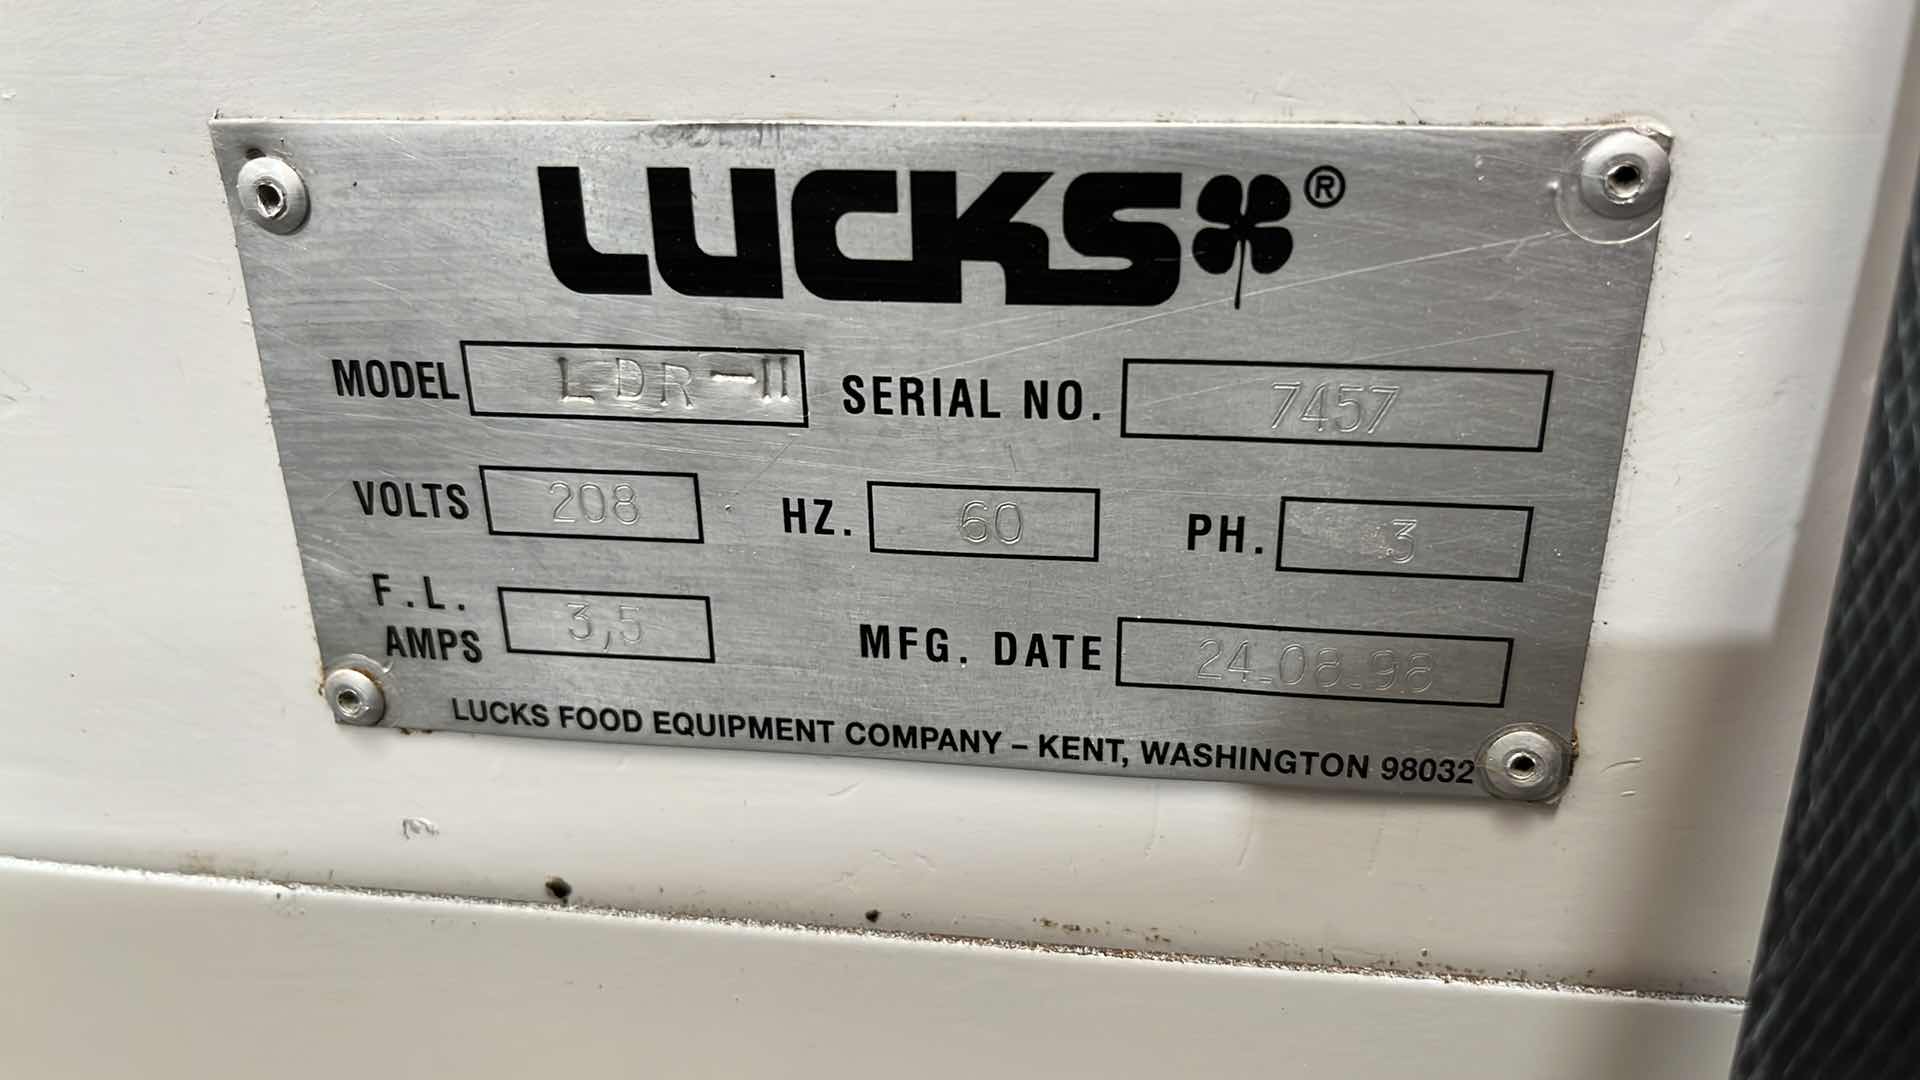 LUCKS®
MODEL LDR-II SERIAL NO. 7457
VOLTS 208 HZ. 60 PH. 3
F.L. AMPS 3,5 MFG. DATE 24-08-98
LUCKS FOOD EQUIPMENT COMPANY – KENT, WASHINGTON 98032